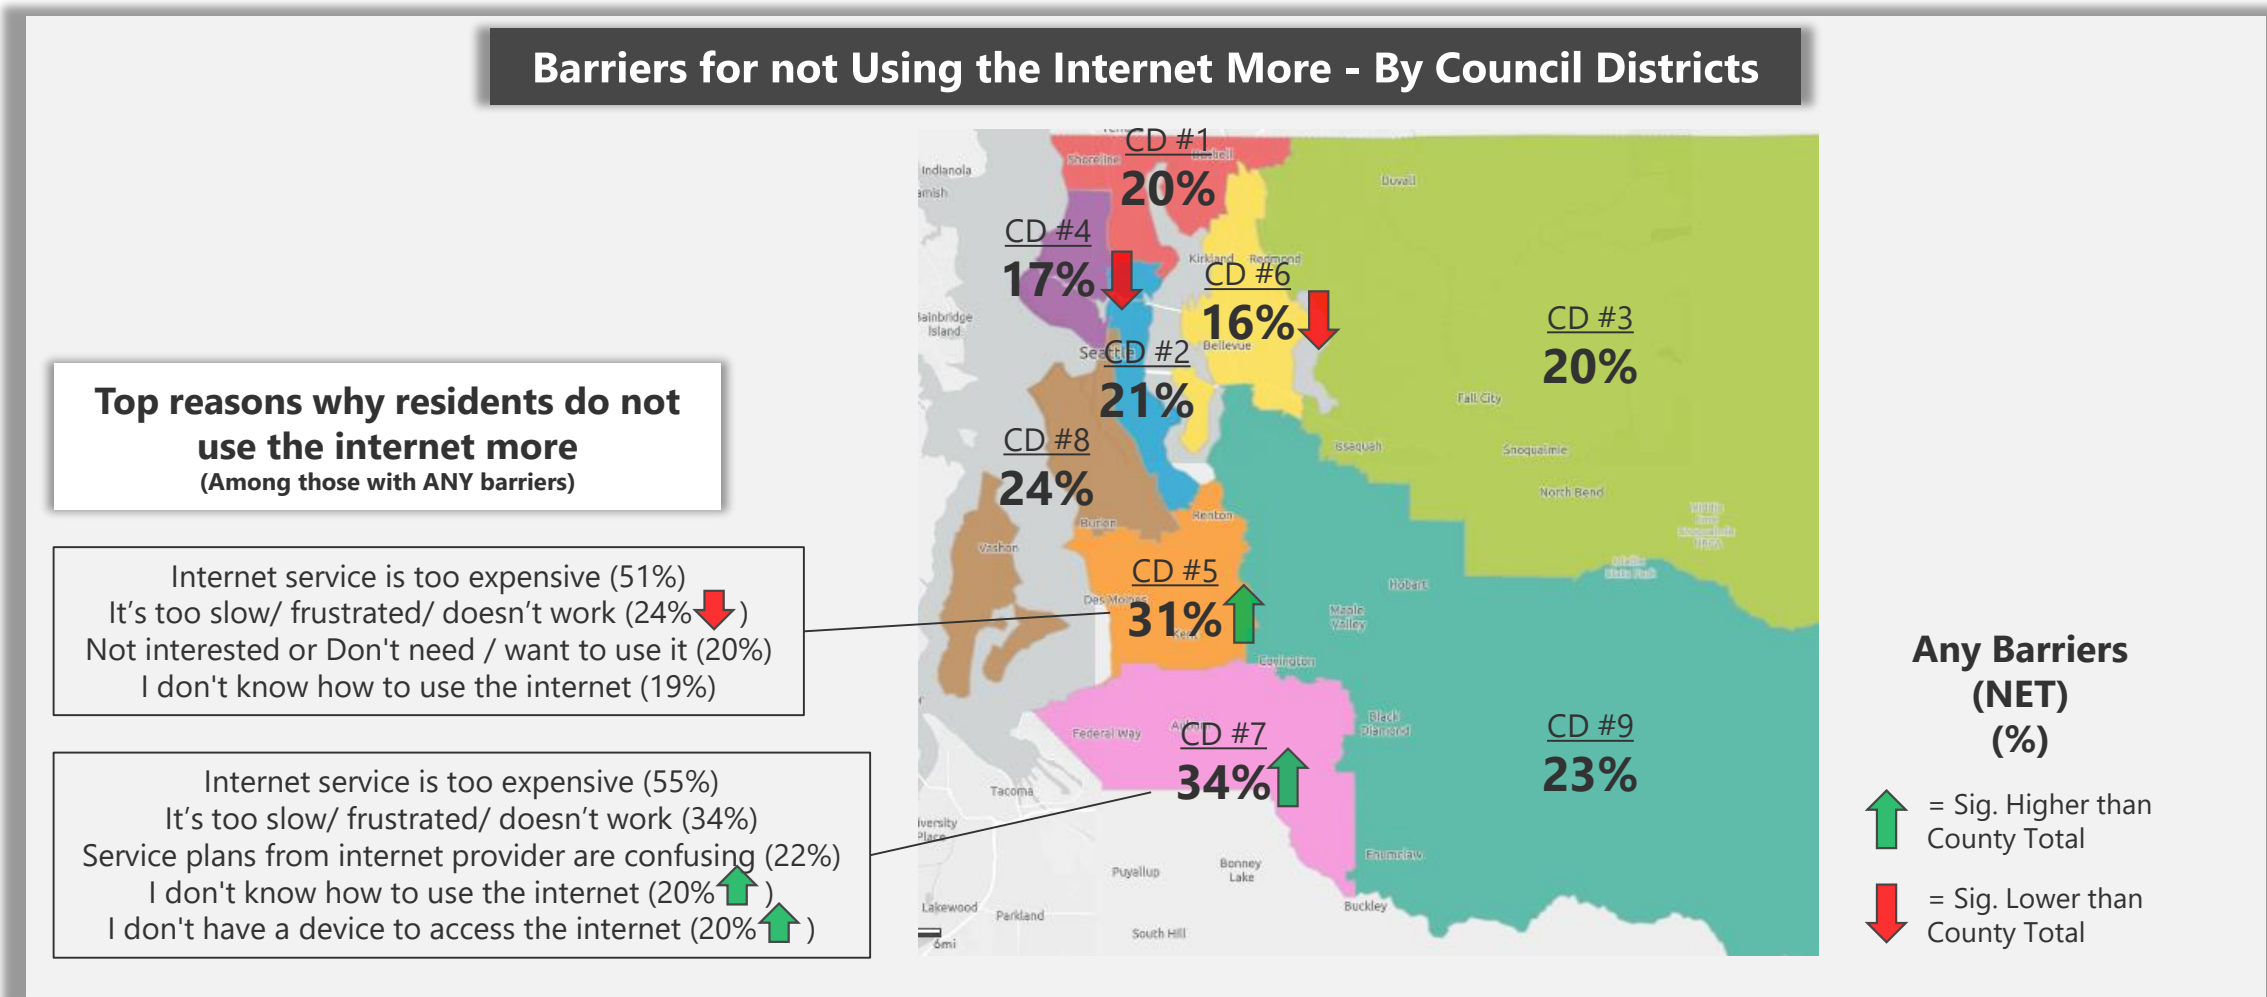 Barriers for not Using the Internet More - By Council Districts
CD #1
20%
Shoreline
Indianola
Duvall
CD #4
17%
Kirkland
Redmond
CD #6
16%
Bainbridge
Island
CD #3
20%
Seattle
CD #2
21%
Bellevue
Fall City
Top reasons why residents do not
use the internet more
(Among those with ANY barriers)
CD #8
24%
Issaquah
Snoqualmie
North Bend
Renton
Burien
Vashon
Internet service is too expensive (51%)
It’s too slow/ frustrated/ doesn’t work (24% )
Not interested or Don't need / want to use it (20%)
I don't know how to use the internet (19%)
CD #5
31%
Des Moines
Kent
Hobart
Maple
Valley
Covington
Any Barriers
(NET)
(%)
Federal Way
Auburn
CD #7
34%
Black
Diamond
CD #9
23%
Internet service is too expensive (55%)
It’s too slow/ frustrated/ doesn’t work (34%)
Service plans from internet provider are confusing (22%)
I don't know how to use the internet (20% )
I don't have a device to access the internet (20% )
Tacoma
Place
Puyallup
Bonney
Lake
Enumclaw
Lakewood
Parkland
Buckley
South Hill
6mi
= Sig. Higher than
County Total
= Sig. Lower than
County Total